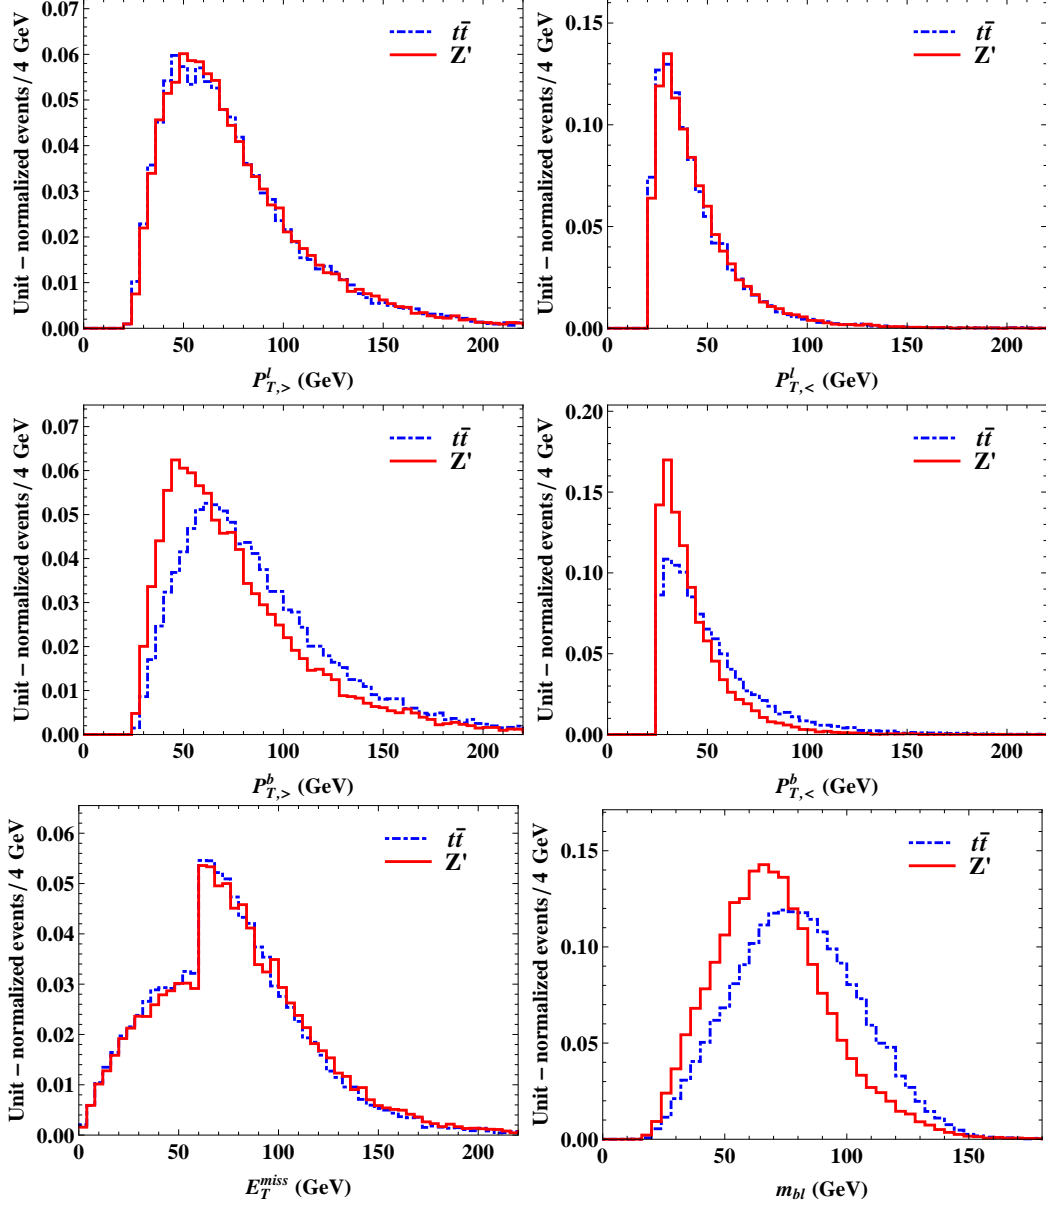 Unit – normalized events / 4 GeV
0.07
0.06
0.05
0.04
0.03
0.02
0.01
0.00
tt̄
Z'
0 50 100 150 200
P^l_{T,>} (GeV)
Unit – normalized events / 4 GeV
0.15
0.10
0.05
0.00
tt̄
Z'
0 50 100 150 200
P^l_{T,<} (GeV)
Unit – normalized events / 4 GeV
0.07
0.06
0.05
0.04
0.03
0.02
0.01
0.00
tt̄
Z'
0 50 100 150 200
P^b_{T,>} (GeV)
Unit – normalized events / 4 GeV
0.20
0.15
0.10
0.05
0.00
tt̄
Z'
0 50 100 150 200
P^b_{T,<} (GeV)
Unit – normalized events / 4 GeV
0.06
0.05
0.04
0.03
0.02
0.01
0.00
tt̄
Z'
0 50 100 150 200
E_T^{miss} (GeV)
Unit – normalized events / 4 GeV
0.15
0.10
0.05
0.00
tt̄
Z'
0 50 100 150
m_{bl} (GeV)